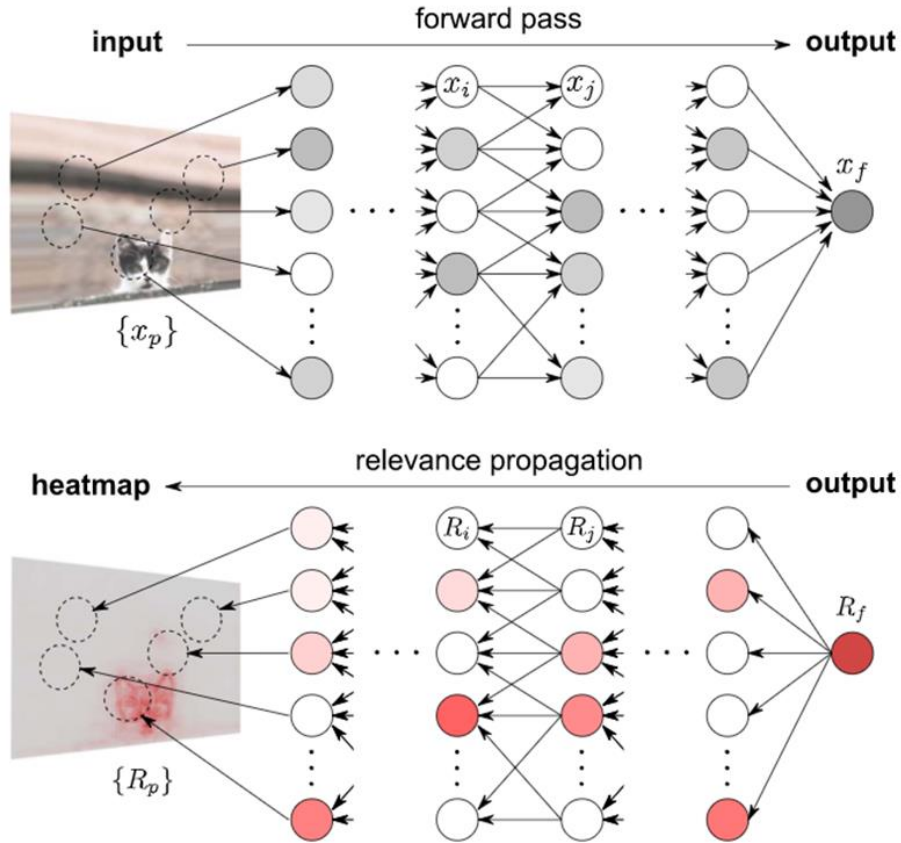 forward pass
input output
x_i x_j
x_f
. . . . . .
{x_p}
relevance propagation
heatmap output
R_i R_j
R_f
. . . . . .
{R_p}